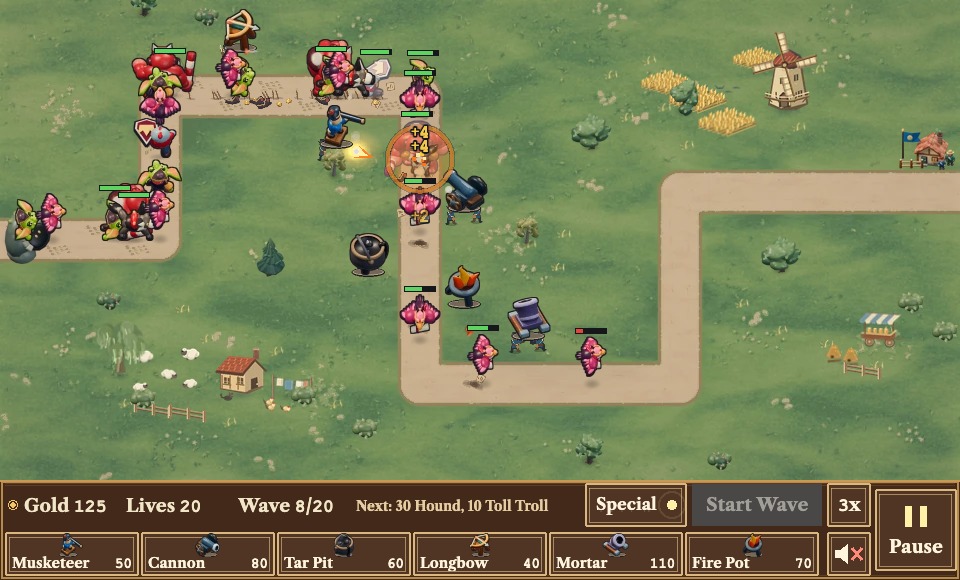 +4
+4
+2
Gold 125 Lives 20 Wave 8/20 Next: 30 Hound, 10 Toll Troll Special Start Wave 3x
Pause
Musketeer 50 Cannon 80 Tar Pit 60 Longbow 40 Mortar 110 Fire Pot 70